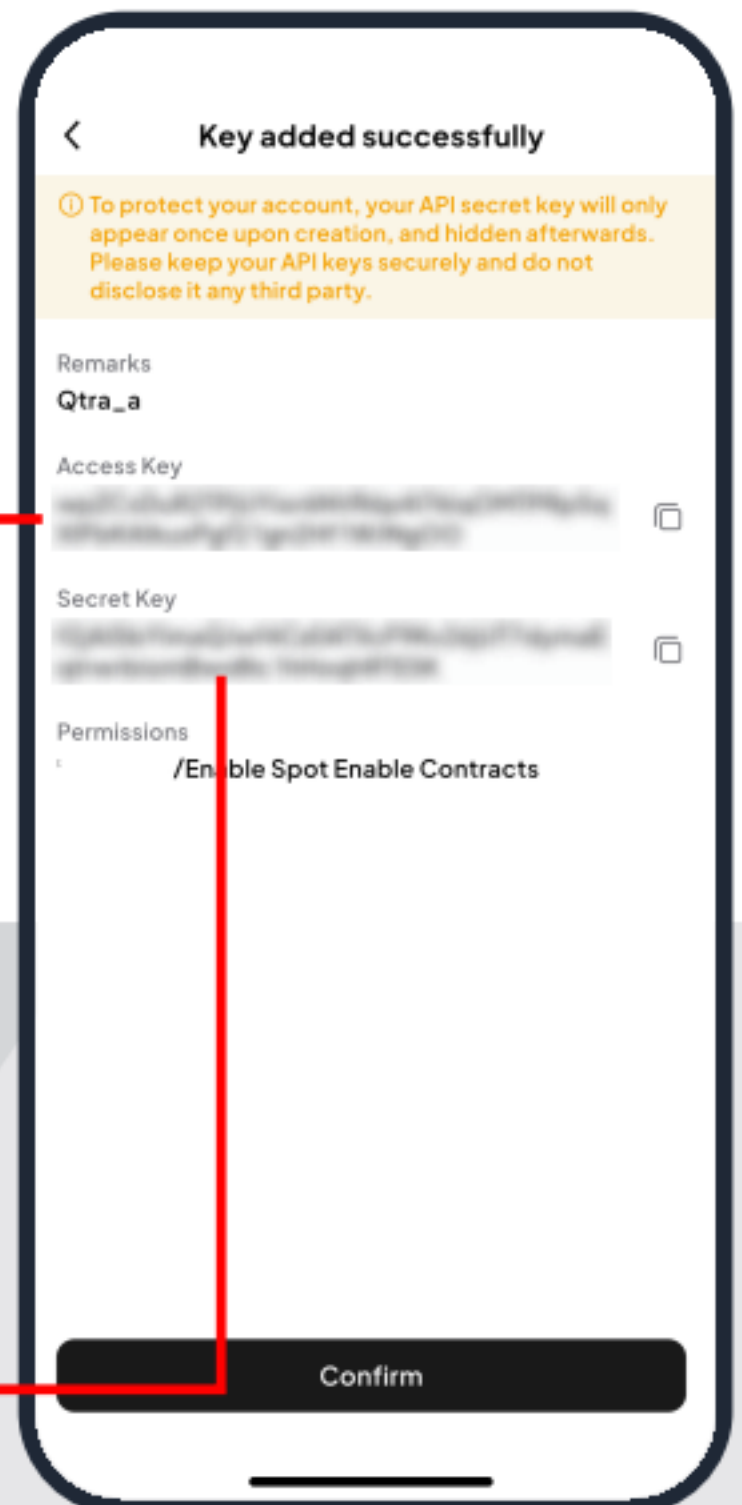 Key added successfully
To protect your account, your API secret key will only
appear once upon creation, and hidden afterwards.
Please keep your API keys securely and do not
disclose it any third party.
Remarks
Qtra_a
Access Key
Secret Key
Permissions
/Enable Spot Enable Contracts
Confirm